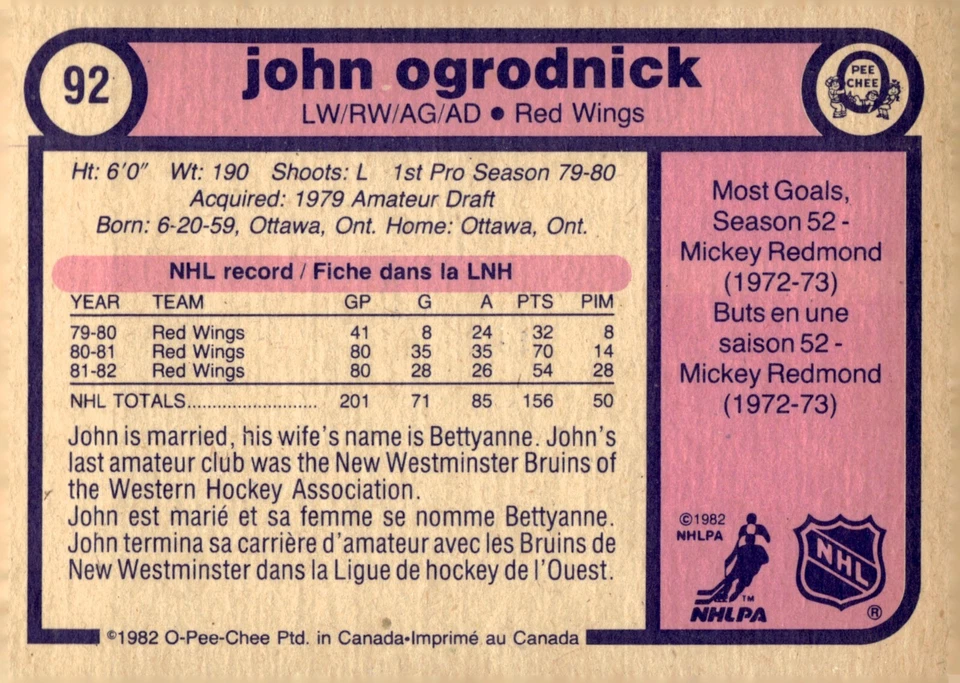 92
john ogrodnick
LW/RW/AG/AD • Red Wings
O
PEE
CHEE
Ht: 6'0" Wt: 190 Shoots: L 1st Pro Season 79-80
Acquired: 1979 Amateur Draft
Born: 6-20-59, Ottawa, Ont. Home: Ottawa, Ont.
NHL record / Fiche dans la LNH
YEAR TEAM GP G A PTS PIM
79-80 Red Wings 41 8 24 32 8
80-81 Red Wings 80 35 35 70 14
81-82 Red Wings 80 28 26 54 28
NHL TOTALS......................... 201 71 85 156 50
John is married, his wife's name is Bettyanne. John's
last amateur club was the New Westminster Bruins of
the Western Hockey Association.
John est marié et sa femme se nomme Bettyanne.
John termina sa carrière d'amateur avec les Bruins de
New Westminster dans la Ligue de hockey de l'Ouest.
Most Goals,
Season 52 -
Mickey Redmond
(1972-73)
Buts en une
saison 52 -
Mickey Redmond
(1972-73)
©1982
NHLPA
TM
NHLPA
NHL
®
©1982 O-Pee-Chee Ptd. in Canada•Imprimé au Canada